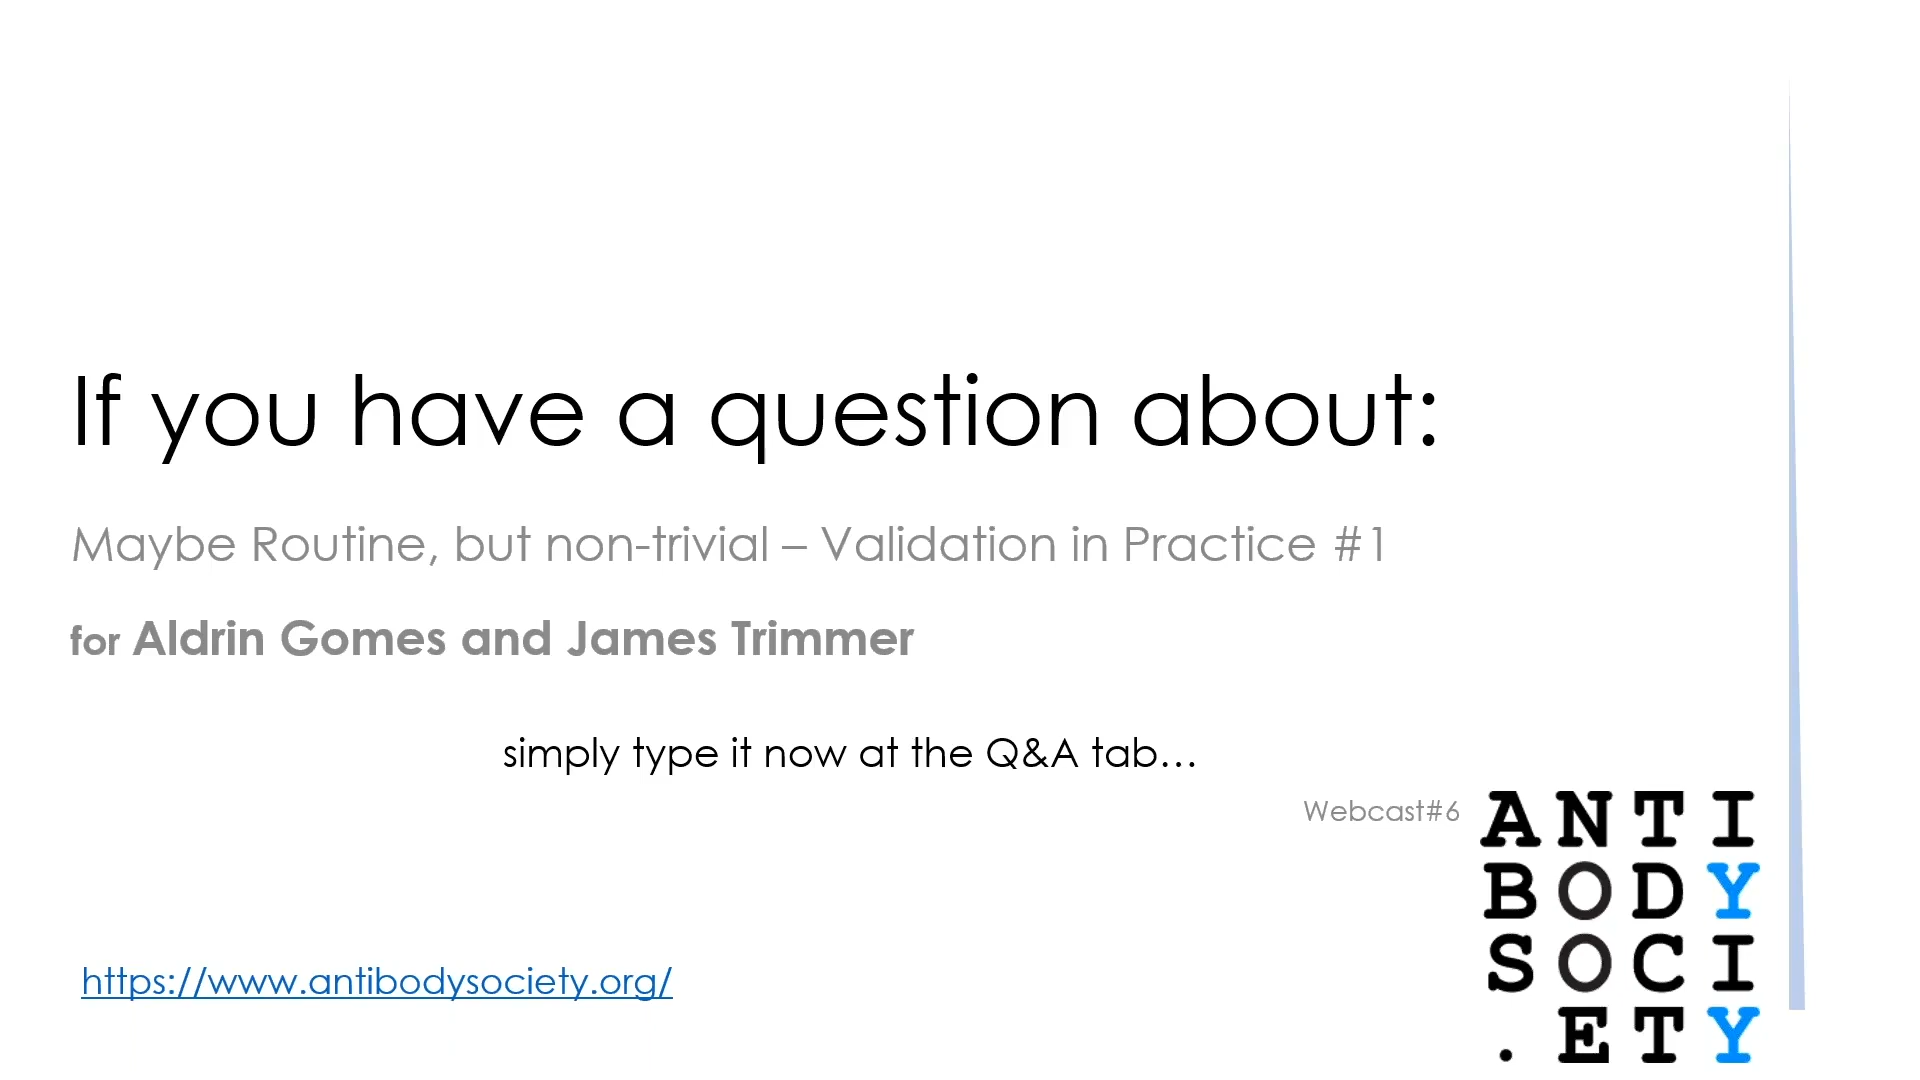 If you have a question about:
Maybe Routine, but non-trivial – Validation in Practice #1
for Aldrin Gomes and James Trimmer
simply type it now at the Q&A tab...
Webcast#6
ANTI
BODY
SOCI
.ETY
https://www.antibodysociety.org/